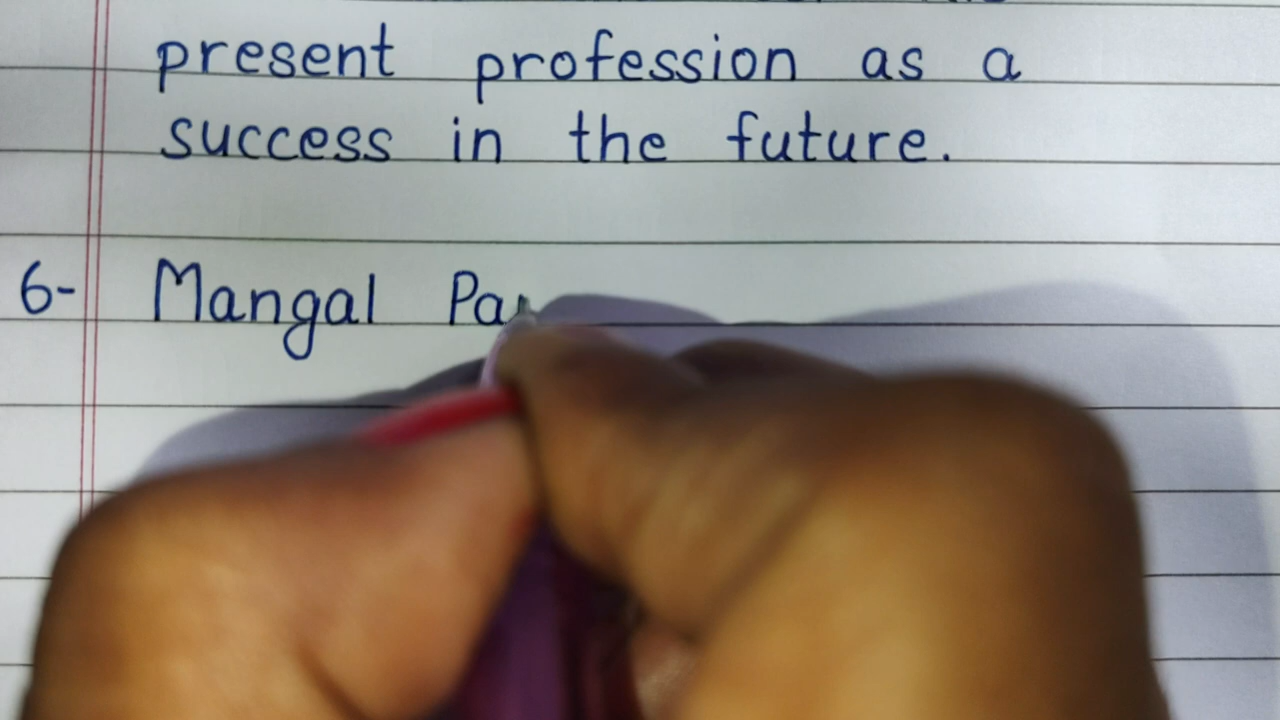 present profession as a
success in the future.
6- Mangal Pa